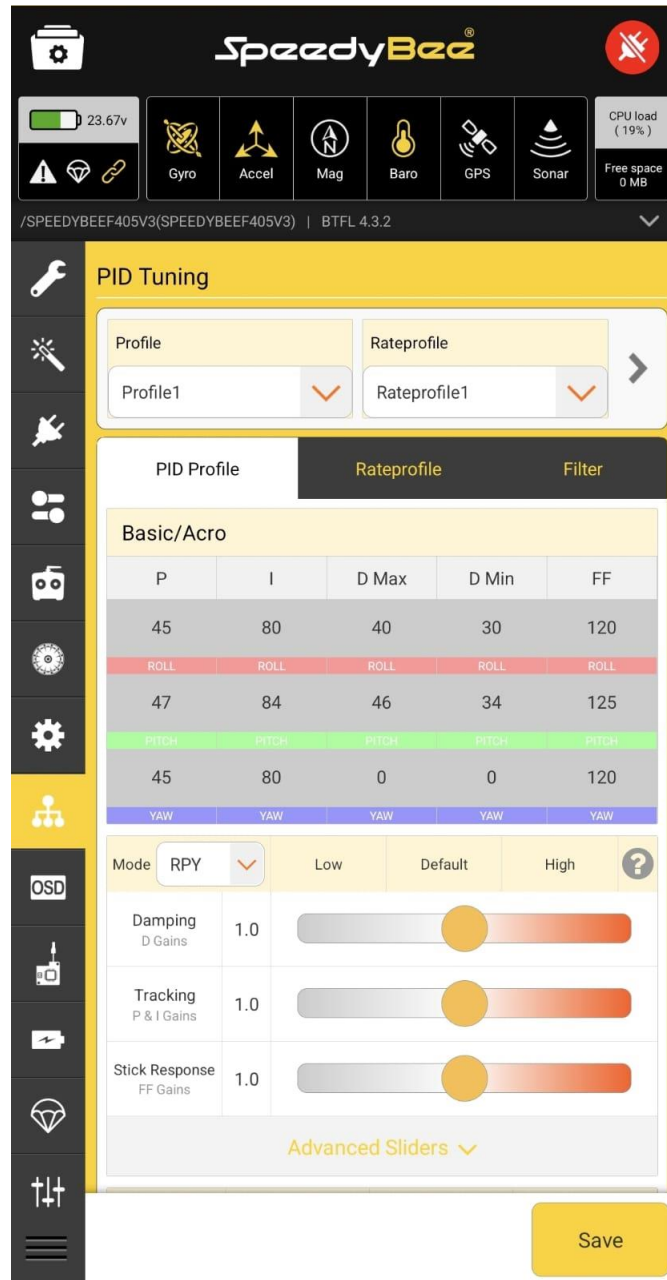 SpeedyBee®
23.67v
CPU load
( 19% )
Gyro
Accel
Mag
Baro
GPS
Sonar
Free space
0 MB
/SPEEDYBEEF405V3(SPEEDYBEEF405V3) | BTFL 4.3.2
PID Tuning
Profile
Rateprofile
Profile1
Rateprofile1
PID Profile
Rateprofile
Filter
Basic/Acro
P I D Max D Min FF
45 80 40 30 120
ROLL ROLL ROLL ROLL ROLL
47 84 46 34 125
PITCH PITCH PITCH PITCH PITCH
45 80 0 0 120
YAW YAW YAW YAW YAW
Mode RPY Low Default High ?
Damping
D Gains
1.0
Tracking
P & I Gains
1.0
Stick Response
FF Gains
1.0
OSD
Advanced Sliders
Save